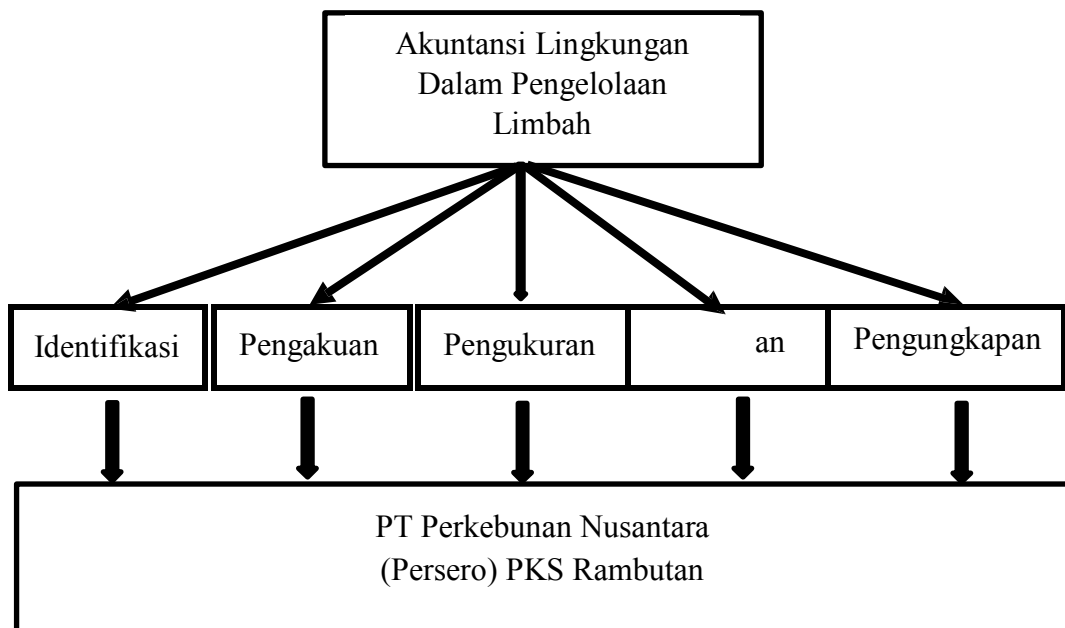 Akuntansi Lingkungan
Dalam Pengelolaan
Limbah
Identifikasi
Pengakuan
Pengukuran
an
Pengungkapan
PT Perkebunan Nusantara
(Persero) PKS Rambutan